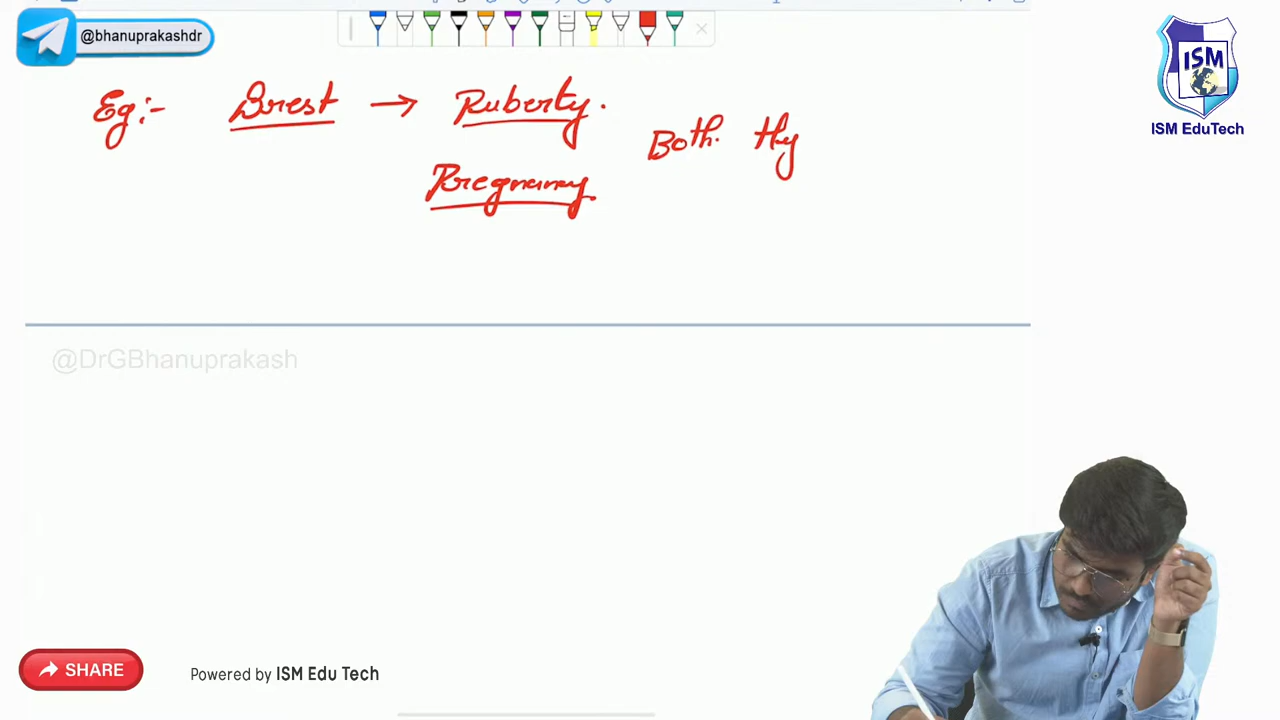 @bhanuprakashdr
ISM
ISM EduTech
Eg:- Brest → Puberty.
Both Hy
Pregnancy
@DrGBhanuprakash
SHARE
Powered by ISM Edu Tech